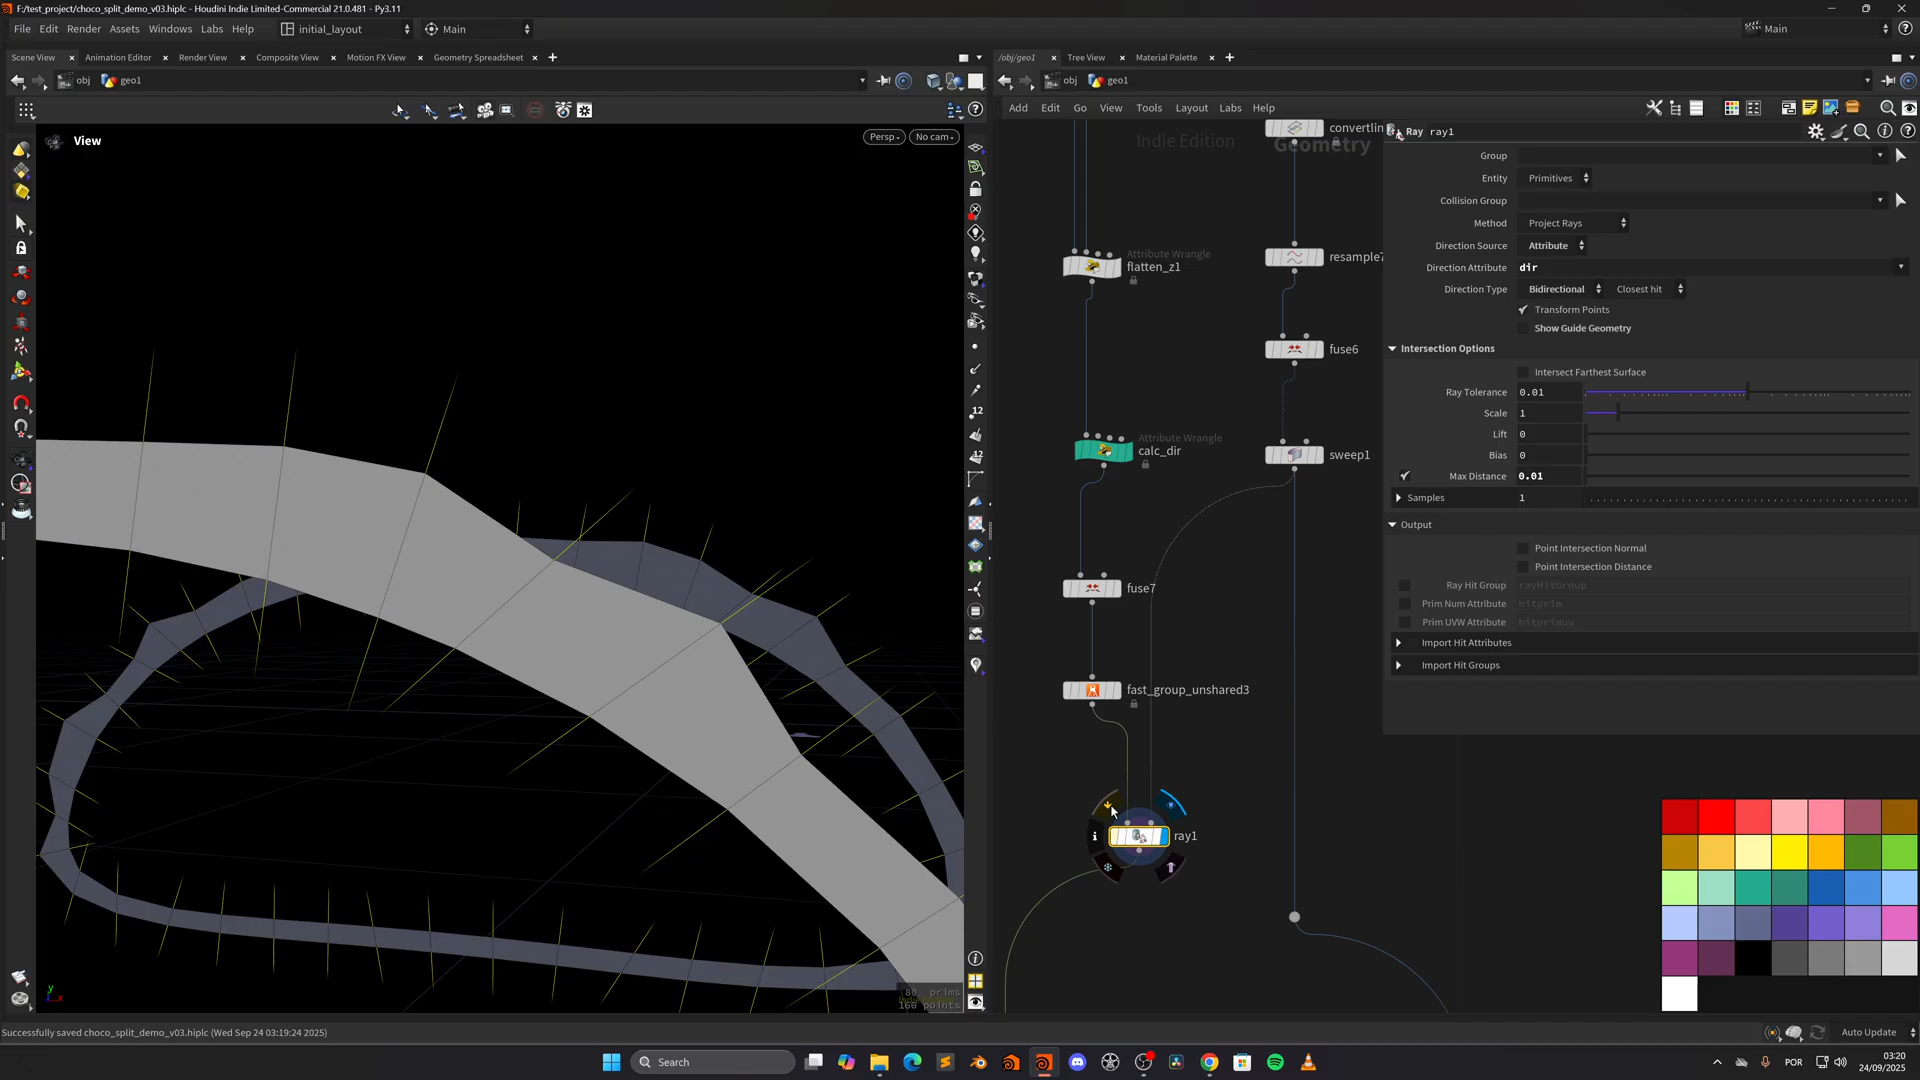 F:/test_project/choco_split_demo_v03.hiplc - Houdini Indie Limited-Commercial 21.0.481 - Py3.11
File Edit Render Assets Windows Labs Help initial_layout Main Main
Scene View Animation Editor Render View Composite View Motion FX View Geometry Spreadsheet
/obj/geo1 Tree View Material Palette
obj geo1
obj geo1
Add Edit Go View Tools Layout Labs Help
View
Persp No cam
Indie Edition
Geometry
convertlin
Attribute Wrangle
flatten_z1
resample7
fuse6
Attribute Wrangle
calc_dir
sweep1
fuse7
fast_group_unshared3
ray1
Ray ray1
Group
Entity Primitives
Collision Group
Method Project Rays
Direction Source Attribute
Direction Attribute dir
Direction Type Bidirectional Closest hit
Transform Points
Show Guide Geometry
Intersection Options
Intersect Farthest Surface
Ray Tolerance 0.01
Scale 1
Lift 0
Bias 0
Max Distance 0.01
Samples 1
Output
Point Intersection Normal
Point Intersection Distance
Ray Hit Group rayHitGroup
Prim Num Attribute hitprim
Prim UVW Attribute hitprimuv
Import Hit Attributes
Import Hit Groups
12
12
80 prims
160 points
y
x
Successfully saved choco_split_demo_v03.hiplc (Wed Sep 24 03:19:24 2025)
Auto Update
Search
POR
03:20
24/09/2025